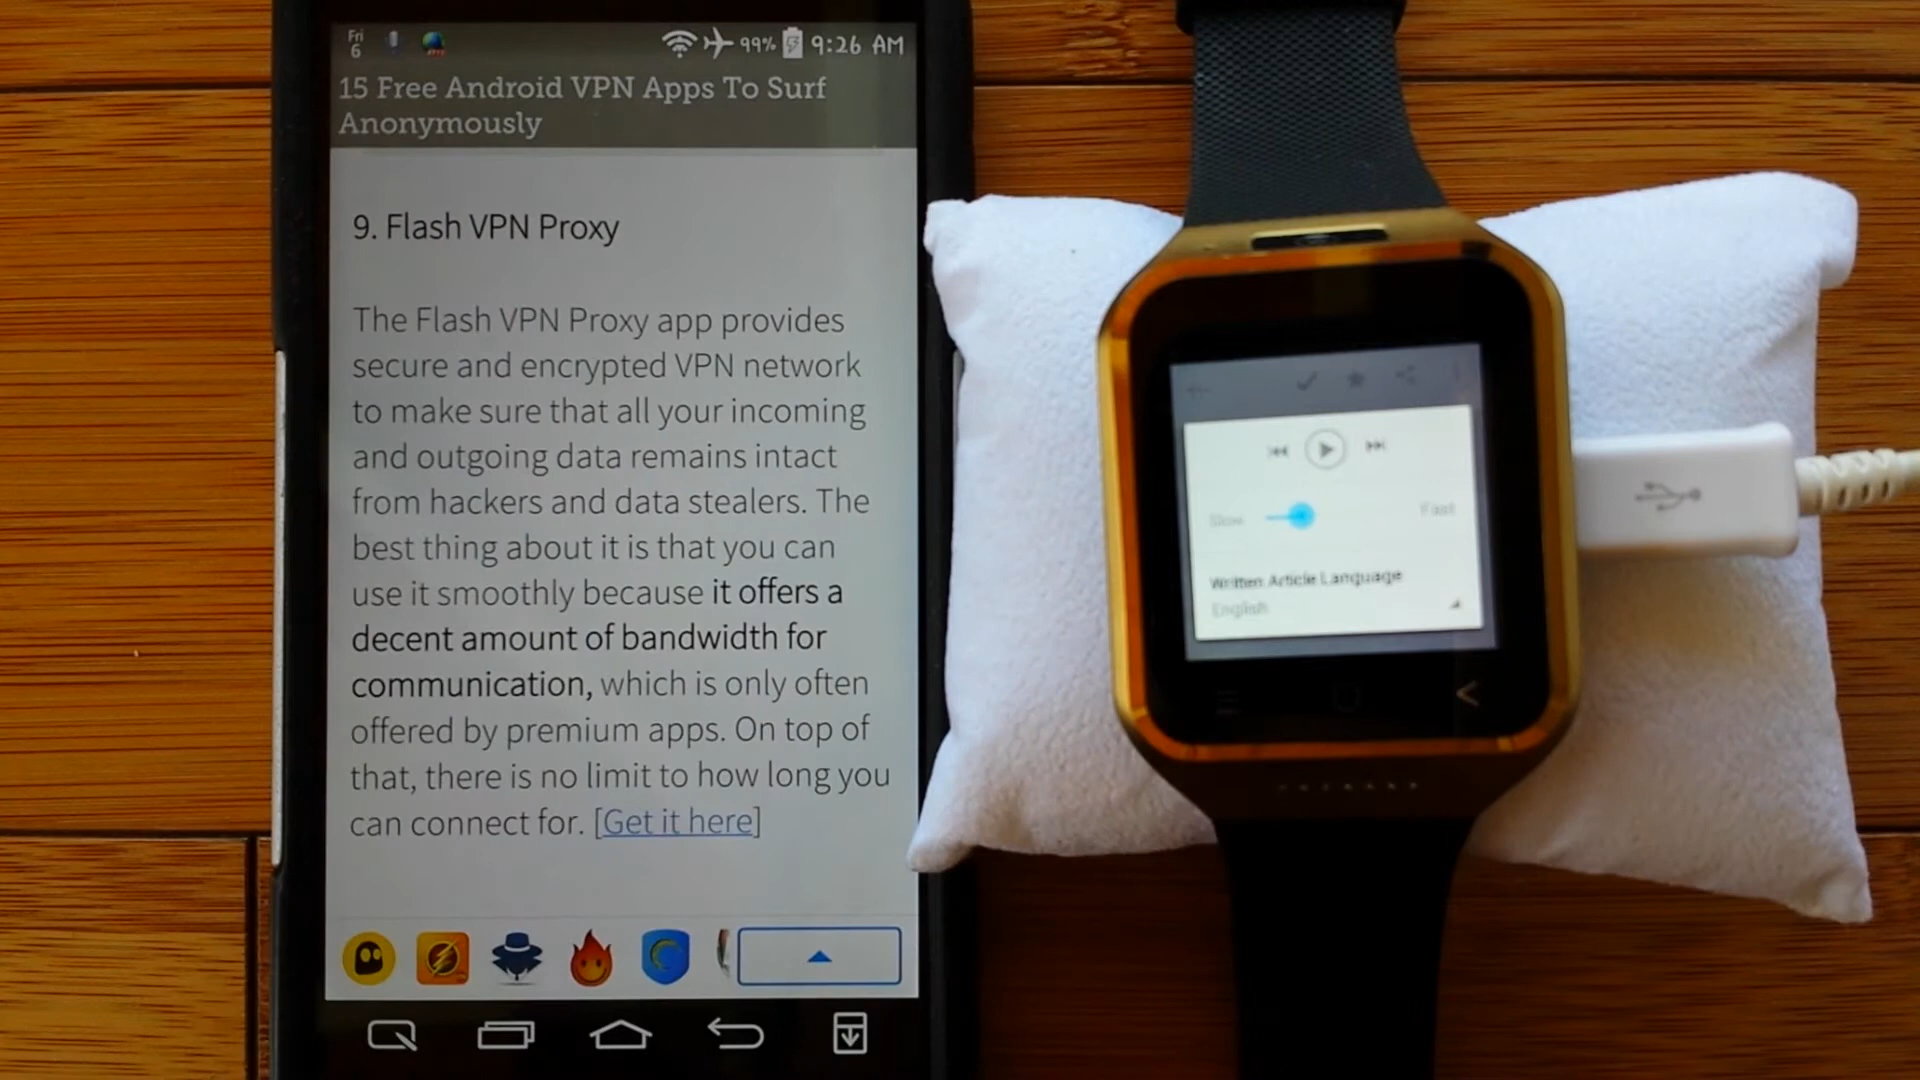 Fri
6
99%
9:26 AM
15 Free Android VPN Apps To Surf
Anonymously
9. Flash VPN Proxy
The Flash VPN Proxy app provides
secure and encrypted VPN network
to make sure that all your incoming
and outgoing data remains intact
from hackers and data stealers. The
best thing about it is that you can
use it smoothly because it offers a
decent amount of bandwidth for
communication, which is only often
offered by premium apps. On top of
that, there is no limit to how long you
can connect for. [Get it here]
Slow
Fast
Written Article Language
English